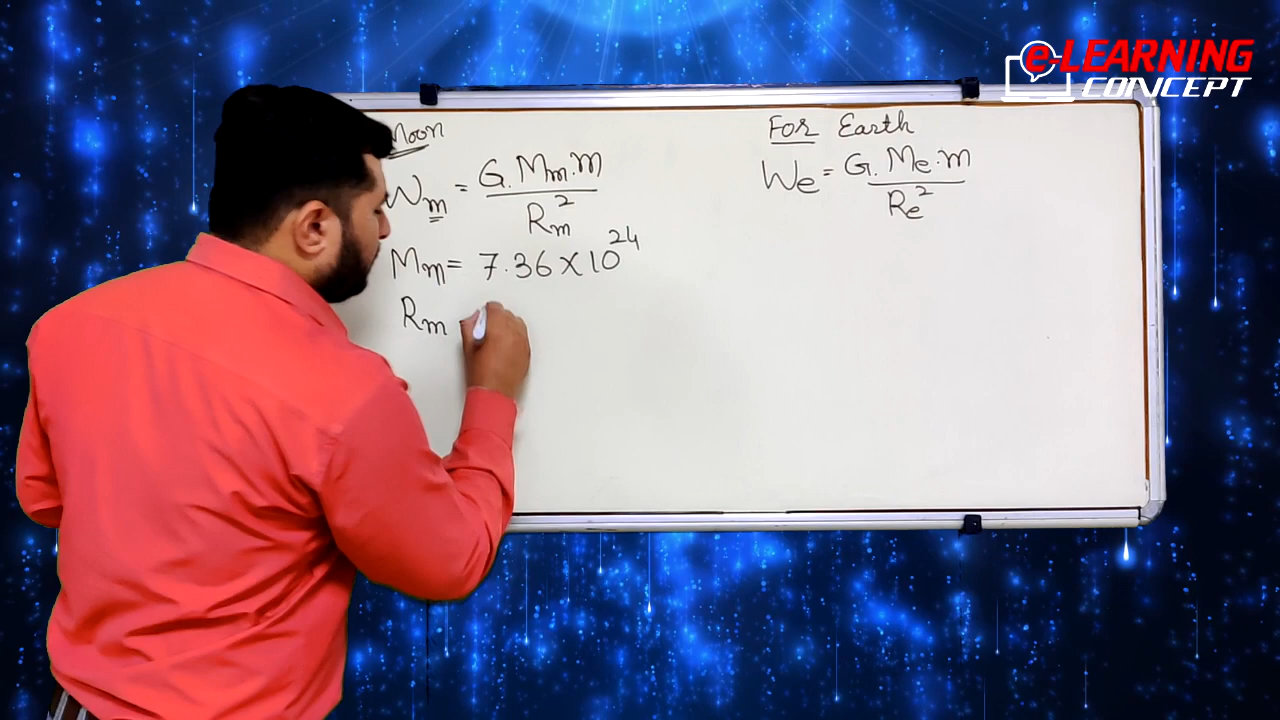 e-LEARNING
CONCEPT
Moon
Wm = G.Mm.m / Rm²
Mm = 7.36×10²⁴
Rm
For Earth
We = G.Me.m / Re²